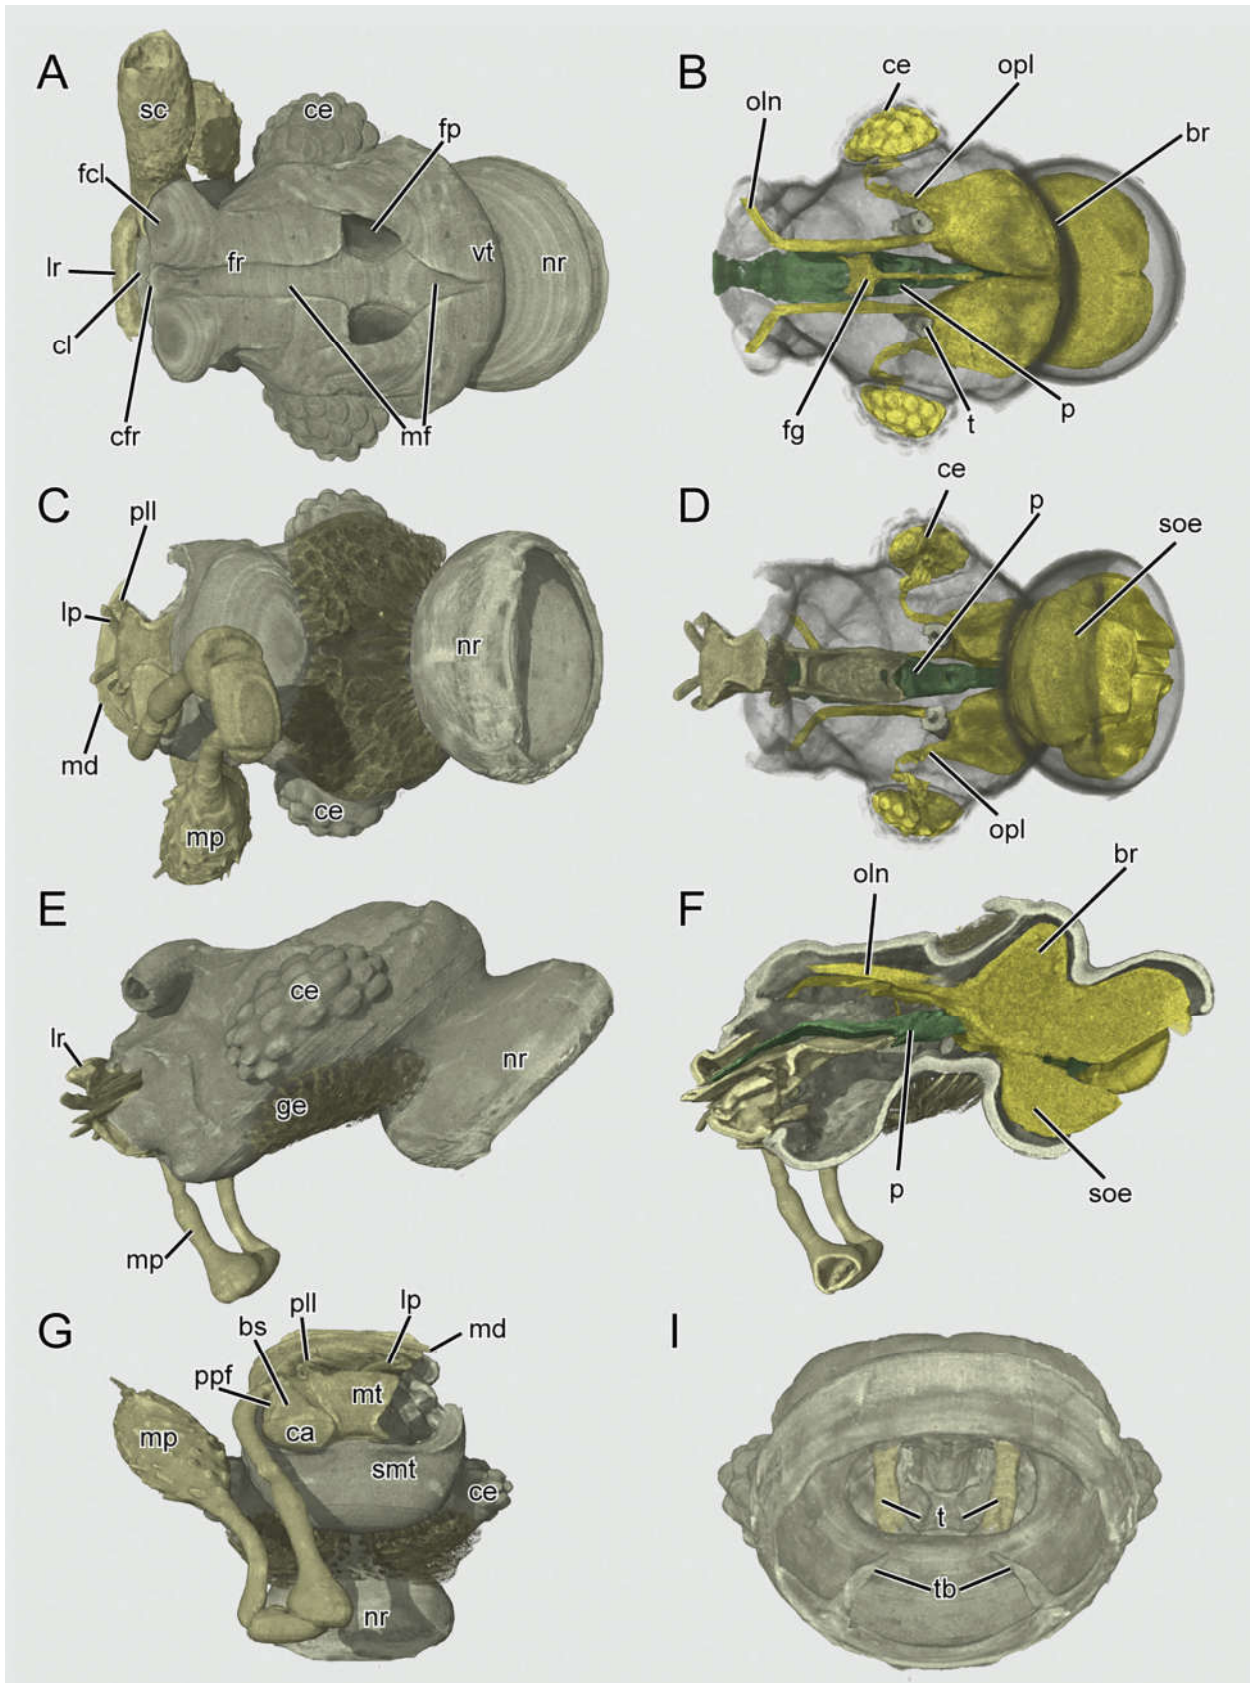 A
sc
ce
fp
fcl
lr
fr
vt
nr
cl
cfr
mf
B
ce
opl
oln
br
fg
t
p
C
pll
lp
nr
md
mp
ce
D
ce
p
soe
opl
E
ce
lr
nr
ge
mp
F
oln
br
p
soe
G
pll
lp
bs
md
ppf
mt
mp
ca
smt
ce
nr
I
t
tb